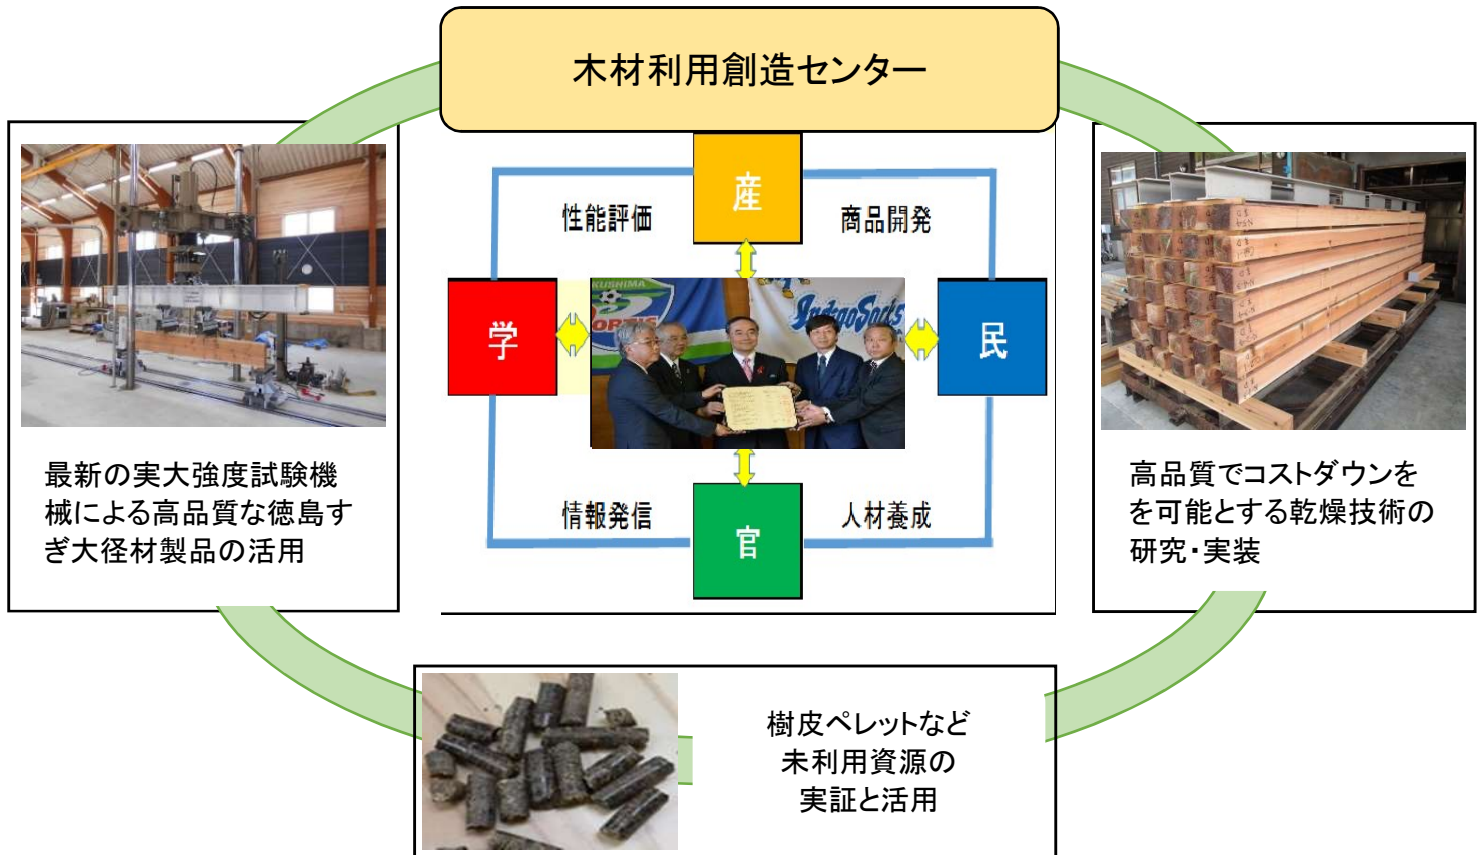 木材利用創造センター
産
性能評価
商品開発
学
民
KUSHIMA
ORTIS
IndigoSocks
情報発信
人材養成
官
最新の実大強度試験機
械による高品質な徳島す
ぎ大径材製品の活用
高品質でコストダウンを
を可能とする乾燥技術の
研究・実装
樹皮ペレットなど
未利用資源の
実証と活用